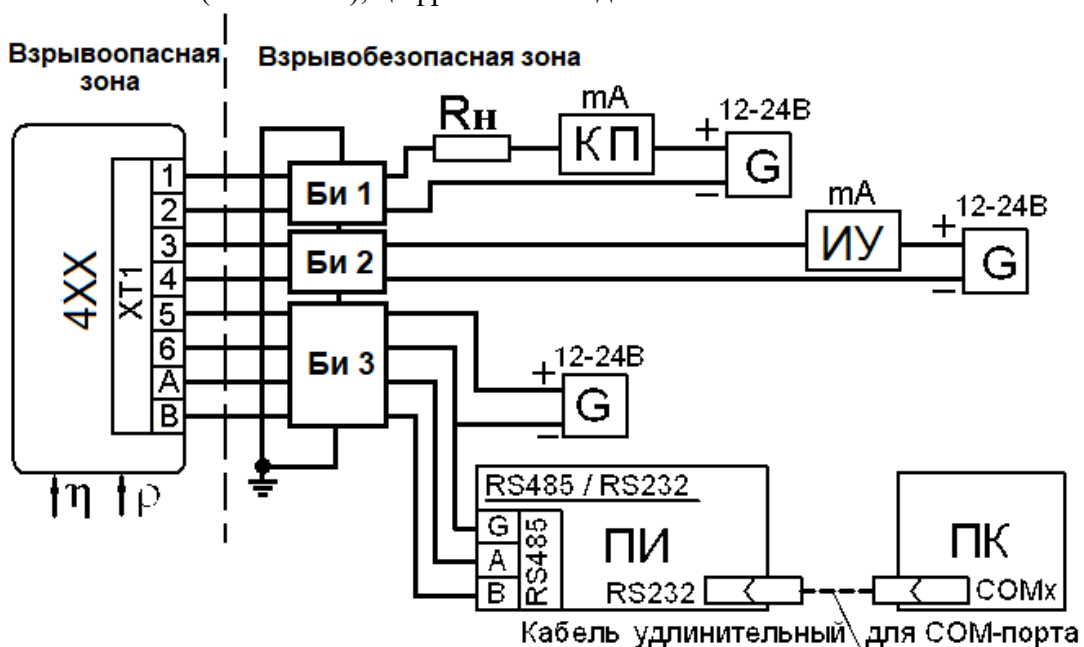 Взрывоопасная
зона
Взрывобезопасная зона
Rн
mA
КП
+
12-24В
G
−
mA
ИУ
+
12-24В
G
−
4XX
XT1
1
2
3
4
5
6
A
B
Би 1
Би 2
Би 3
+
12-24В
G
−
η
ρ
RS485 / RS232
G
A
B
RS485
ПИ
RS232
ПК
COMx
Кабель удлинительный для COM-порта